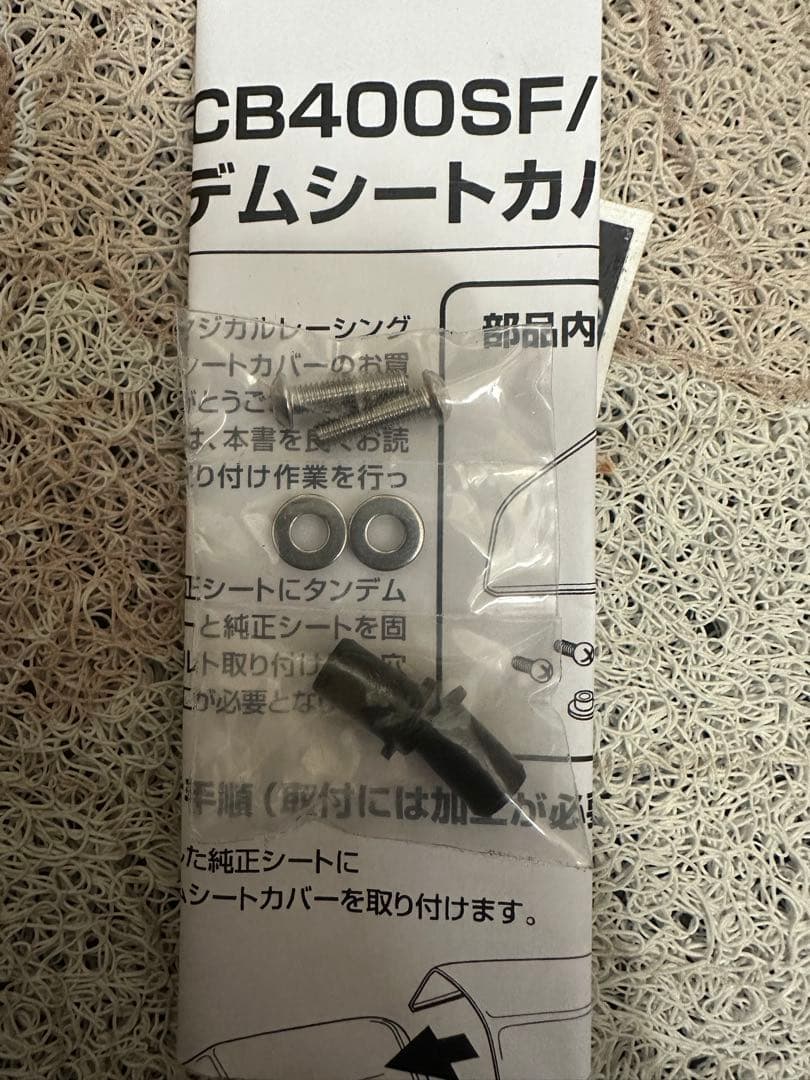 CB400SF/
デムシートカバ
マジカルレーシング
部品内
シートカバーのお買
がとうご
は、本書を良くお読
り付け作業を行っ
正シートにタンデム
ーと純正シートを固
ルト取り付け 穴
が必要とな
手順（取付には加工が必要
した純正シートに
シートカバーを取り付けます。